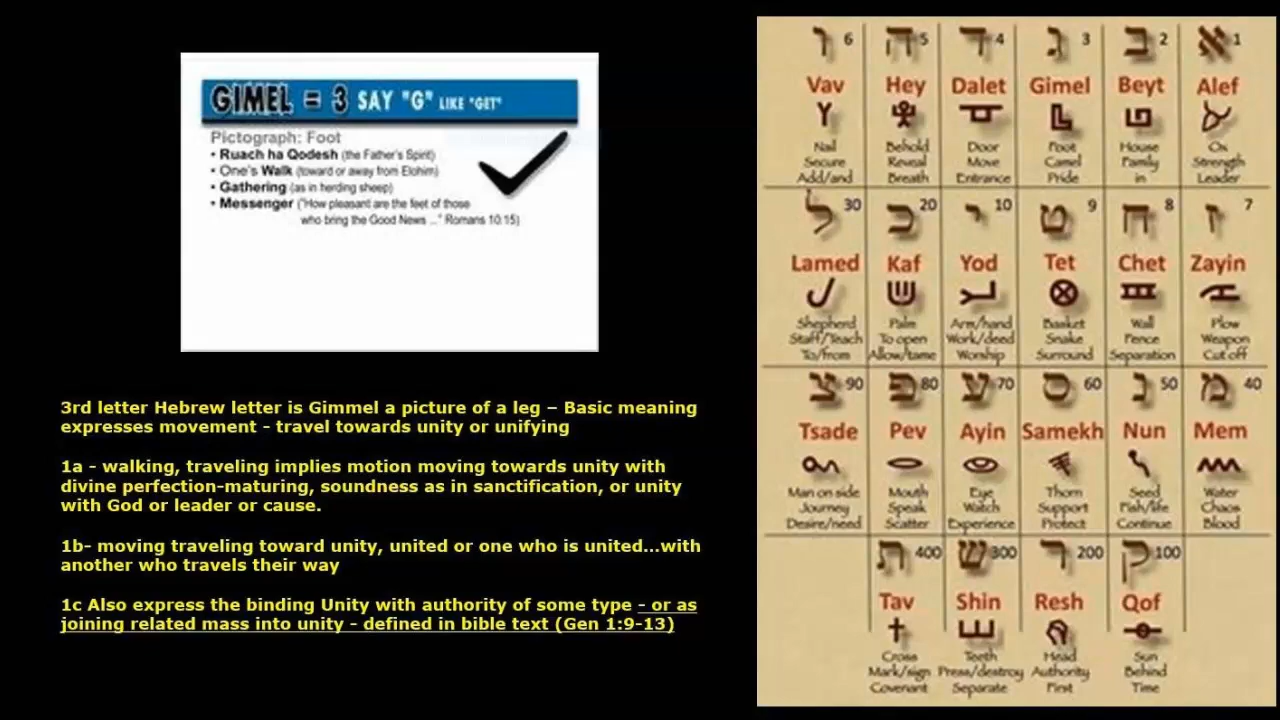 GIMEL = 3 SAY "G" LIKE "GET"
Pictograph: Foot
• Ruach ha Qodesh (the Father's Spirit)
• One's Walk (toward or away from Elohim)
• Gathering (as in herding sheep)
• Messenger ("How pleasant are the feet of those
who bring the Good News ..." Romans 10:15)
3rd letter Hebrew letter is Gimmel a picture of a leg – Basic meaning
expresses movement - travel towards unity or unifying
1a - walking, traveling implies motion moving towards unity with
divine perfection-maturing, soundness as in sanctification, or unity
with God or leader or cause.
1b- moving traveling toward unity, united or one who is united...with
another who travels their way
1c Also express the binding Unity with authority of some type - or as
joining related mass into unity - defined in bible text (Gen 1:9-13)
ו 6 ה 5 ד 4 ג 3 ב 2 א 1
Vav Hey Dalet Gimel Beyt Alef
Nail Behold Door Foot House Ox
Secure Reveal Move Camel Family Strength
Add/and Breath Entrance Pride in Leader
ל 30 כ 20 י 10 ט 9 ח 8 ז 7
Lamed Kaf Yod Tet Chet Zayin
Shepherd Palm Arm/hand Basket Wall Plow
Staff/Teach To open Work/deed Snake Fence Weapon
To/from Allow/tame Worship Surround Separation Cut off
צ 90 פ 80 ע 70 ס 60 נ 50 מ 40
Tsade Pey Ayin Samekh Nun Mem
Man on side Mouth Eye Thorn Seed Water
Journey Speak Watch Support Fish/life Chaos
Desire/need Scatter Experience Protect Continue Blood
ת 400 ש 300 ר 200 ק 100
Tav Shin Resh Qof
Cross Teeth Head Sun
Mark/sign Press/destroy Authority Behind
Covenant Separate First Time